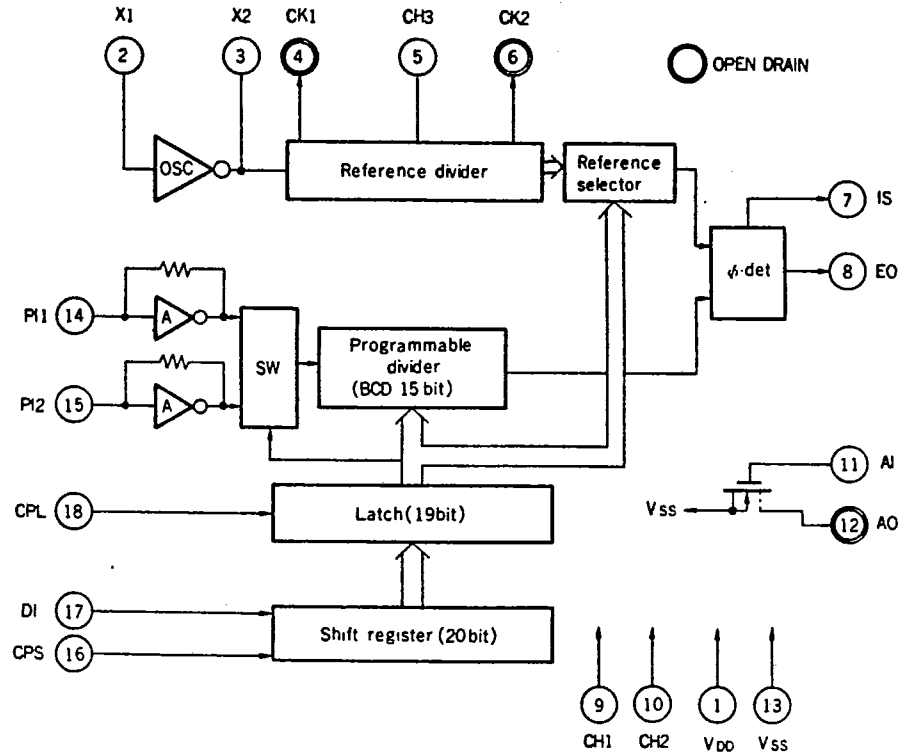 X1 X2 CK1 CH3 CK2
2 3 4 5 6 OPEN DRAIN
OSC Reference divider Reference
selector
7 IS
φ·det 8 EO
PI1 14 A
SW
Programmable
divider
(BCD 15bit)
PI2 15 A
11 AI
VSS
12 AO
CPL 18 Latch (19bit)
DI 17
Shift register (20bit)
CPS 16
9 10 1 13
CH1 CH2 VDD VSS